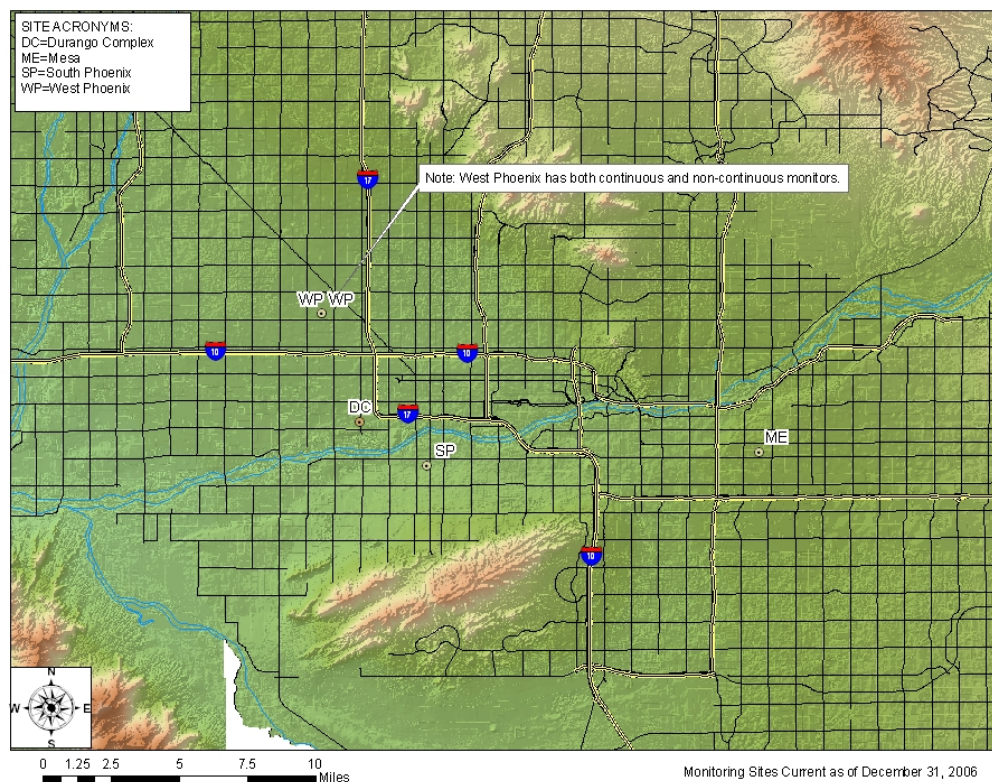 SITE ACRONYMS:
DC=Durango Complex
ME=Mesa
SP=South Phoenix
WP=West Phoenix
17
Note: West Phoenix has both continuous and non-continuous monitors.
WP WP
10
10
DC
17
SP
ME
10
N
W E
S
0 1.25 2.5 5 7.5 10
Miles
Monitoring Sites Current as of December 31, 2006